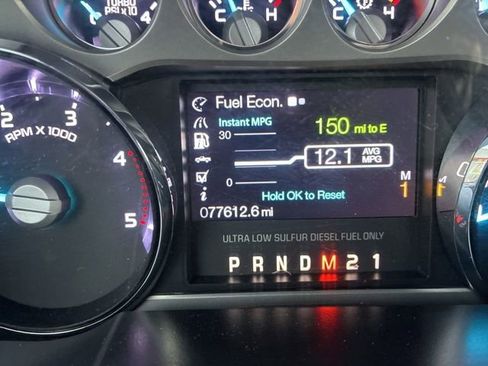 TURBO
PSI x10
4
C H
C H
Fuel Econ.
Instant MPG
30
150 mi to E
12.1 AVG MPG
0
Hold OK to Reset
077612.6 mi
M
1
2 3
RPM X 1000
4
5
ULTRA LOW SULFUR DIESEL FUEL ONLY
P R N D M 2 1